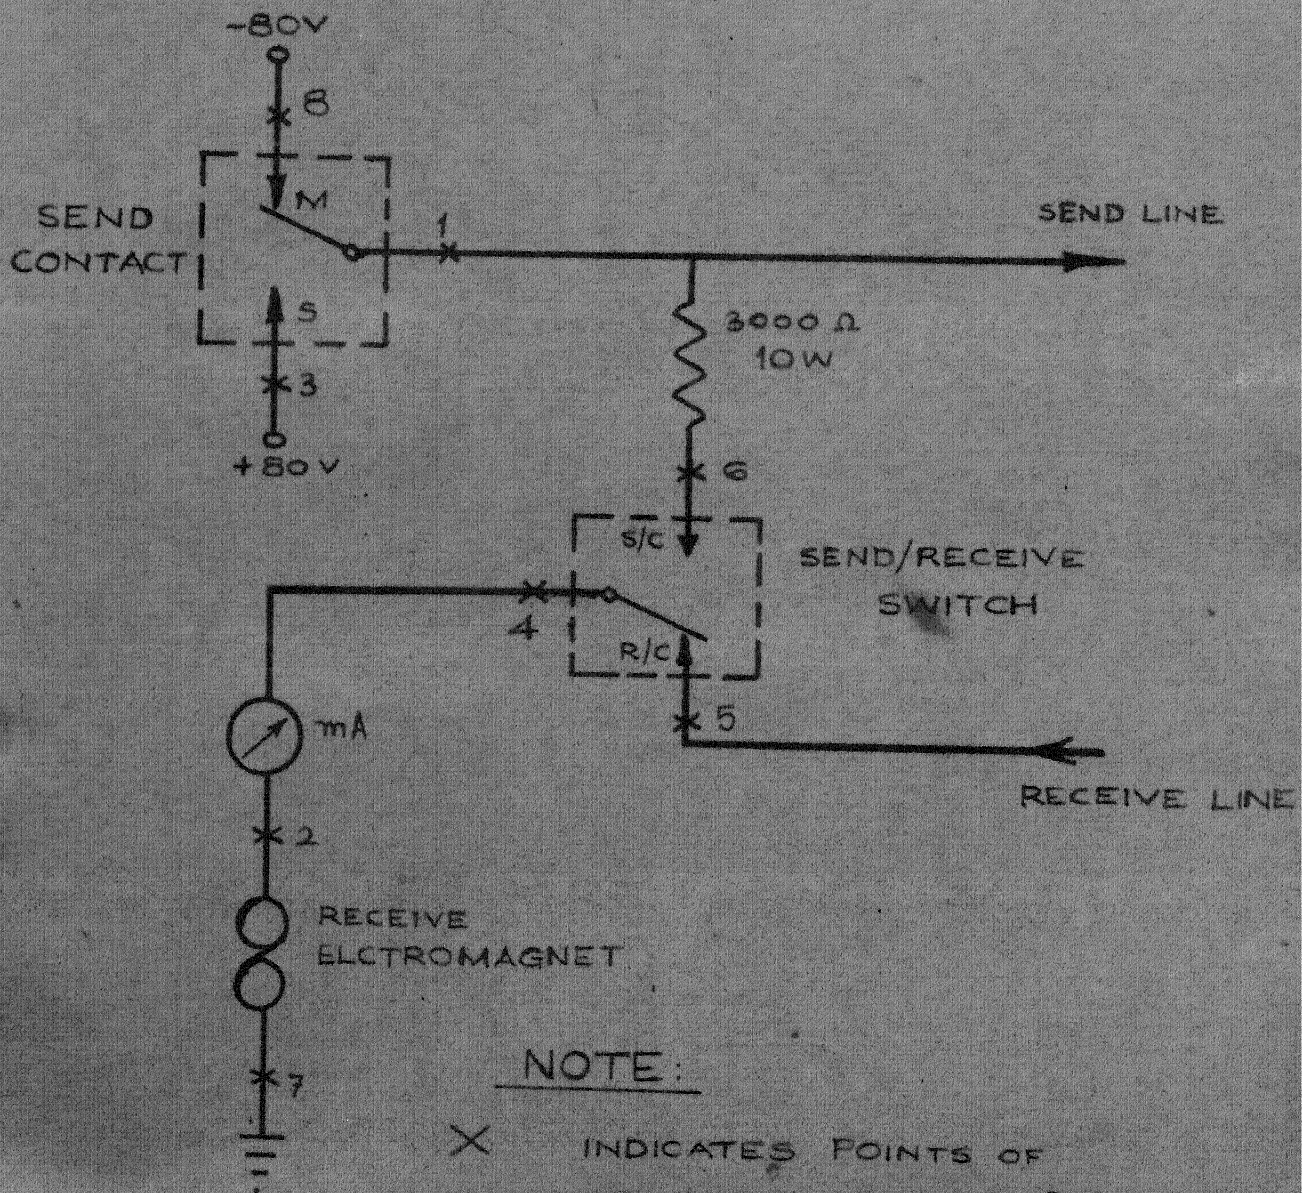 -80V
8
M
SEND
CONTACT
1
SEND LINE
S
3000 Ω
10W
3
+80V
6
S/C
SEND/RECEIVE
SWITCH
4
R/C
5
mA
RECEIVE LINE
2
RECEIVE
ELCTROMAGNET
7
NOTE:
X INDICATES POINTS OF